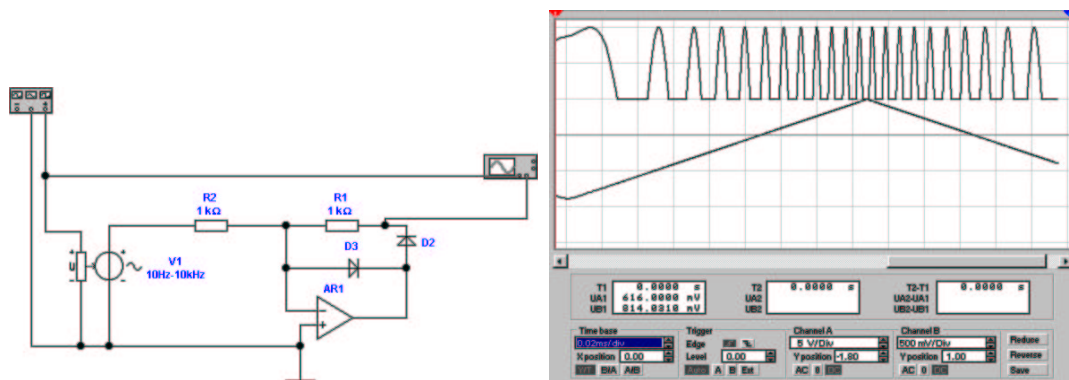 R2
1 kΩ
R1
1 kΩ
D2
D3
V1
10Hz-10kHz
U
AR1
T1 0.0000 s
UA1 616.0000 mV
UB1 814.0310 mV
T2 0.0000 s
UA2
UB2
T2-T1 0.0000 s
UA2-UA1
UB2-UB1
Time base
0.02ms/div
X position 0.00
Y/T B/A A/B
Trigger
Edge
Level 0.00
Auto A B Ext
Channel A
5 V/Div
Y position -1.80
AC 0 DC
Channel B
500 mV/Div
Y position 1.00
AC 0 DC
Reduce
Reverse
Save